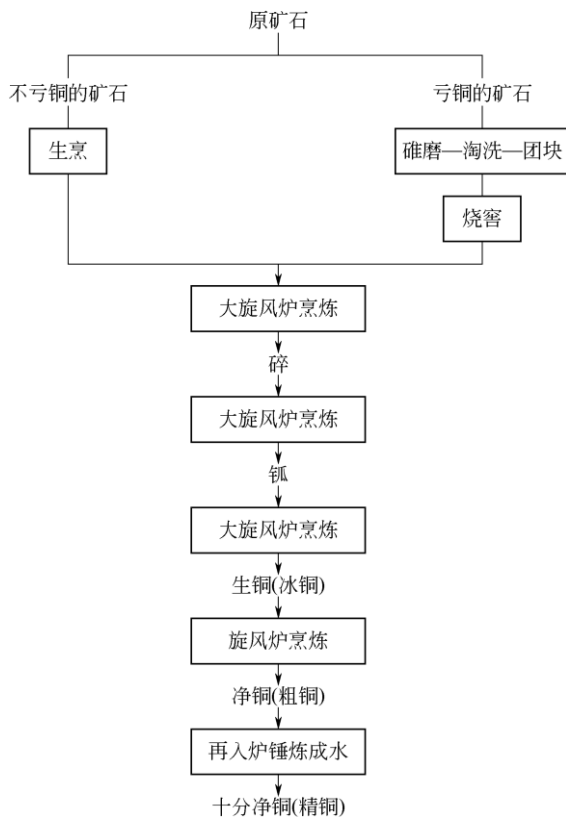 原矿石
不亏铜的矿石
亏铜的矿石
生烹
碓磨—淘洗—团块
烧窖
大旋风炉烹炼
碎
大旋风炉烹炼
钘
大旋风炉烹炼
生铜(冰铜)
旋风炉烹炼
净铜(粗铜)
再入炉锤炼成水
十分净铜(精铜)